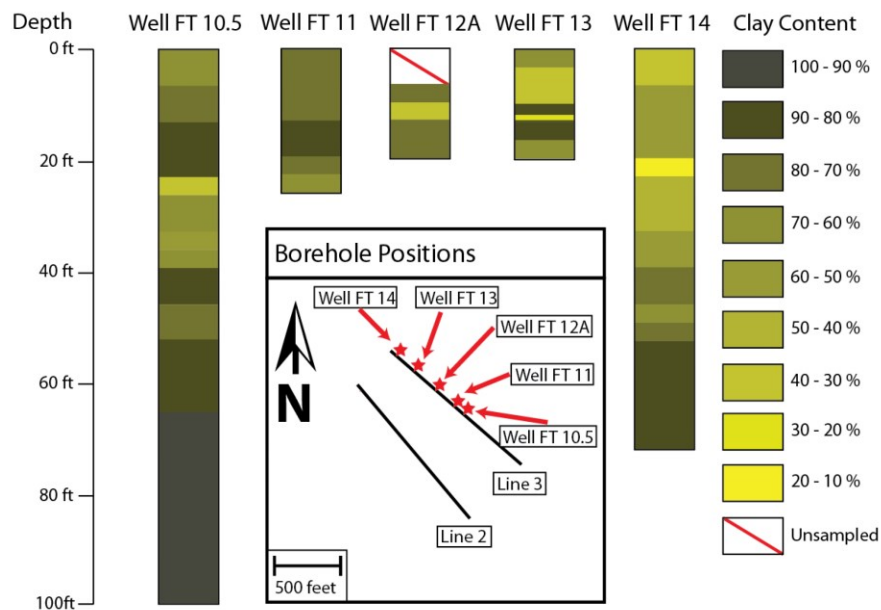 Depth
Well FT 10.5
Well FT 11
Well FT 12A
Well FT 13
Well FT 14
Clay Content
0 ft
20 ft
40 ft
60 ft
80 ft
100ft
100 - 90 %
90 - 80 %
80 - 70 %
70 - 60 %
60 - 50 %
50 - 40 %
40 - 30 %
30 - 20 %
20 - 10 %
Unsampled
Borehole Positions
Well FT 14
Well FT 13
Well FT 12A
Well FT 11
Well FT 10.5
N
Line 3
Line 2
500 feet